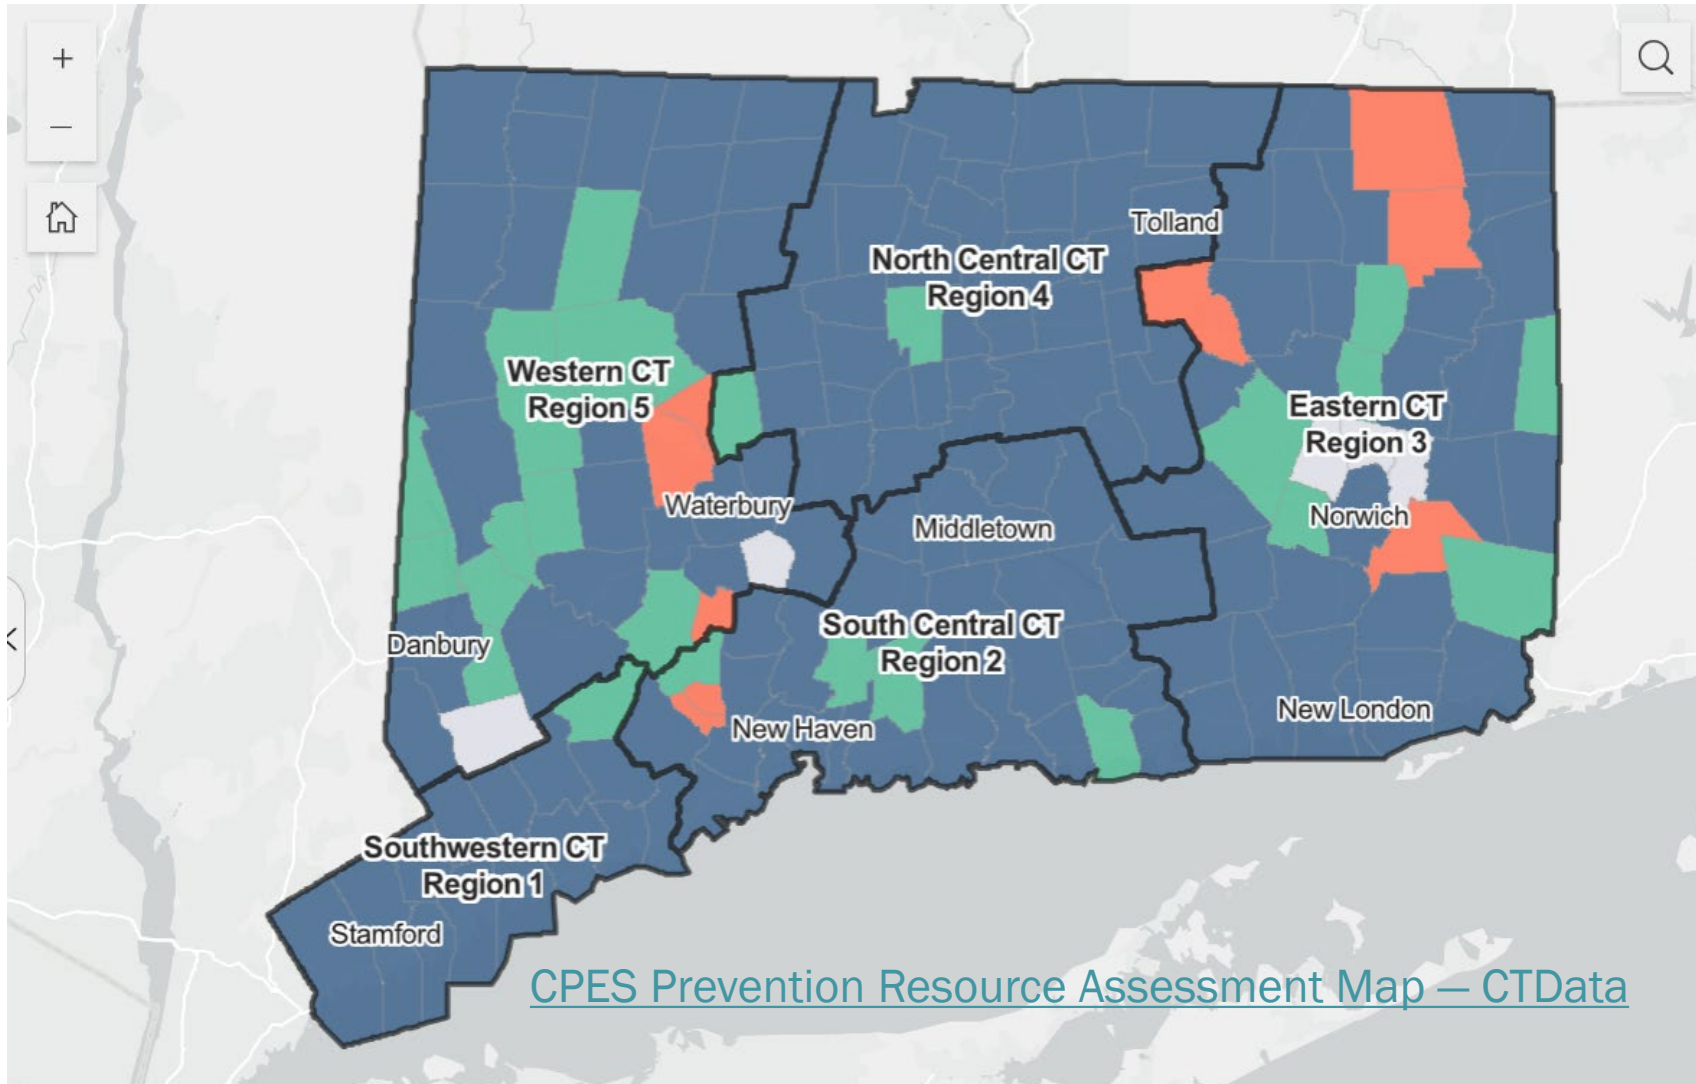 Tolland
North Central CT
Region 4
Western CT
Region 5
Eastern CT
Region 3
Waterbury
Middletown
Norwich
South Central CT
Region 2
Danbury
New Haven
New London
Southwestern CT
Region 1
Stamford
CPES Prevention Resource Assessment Map — CTData